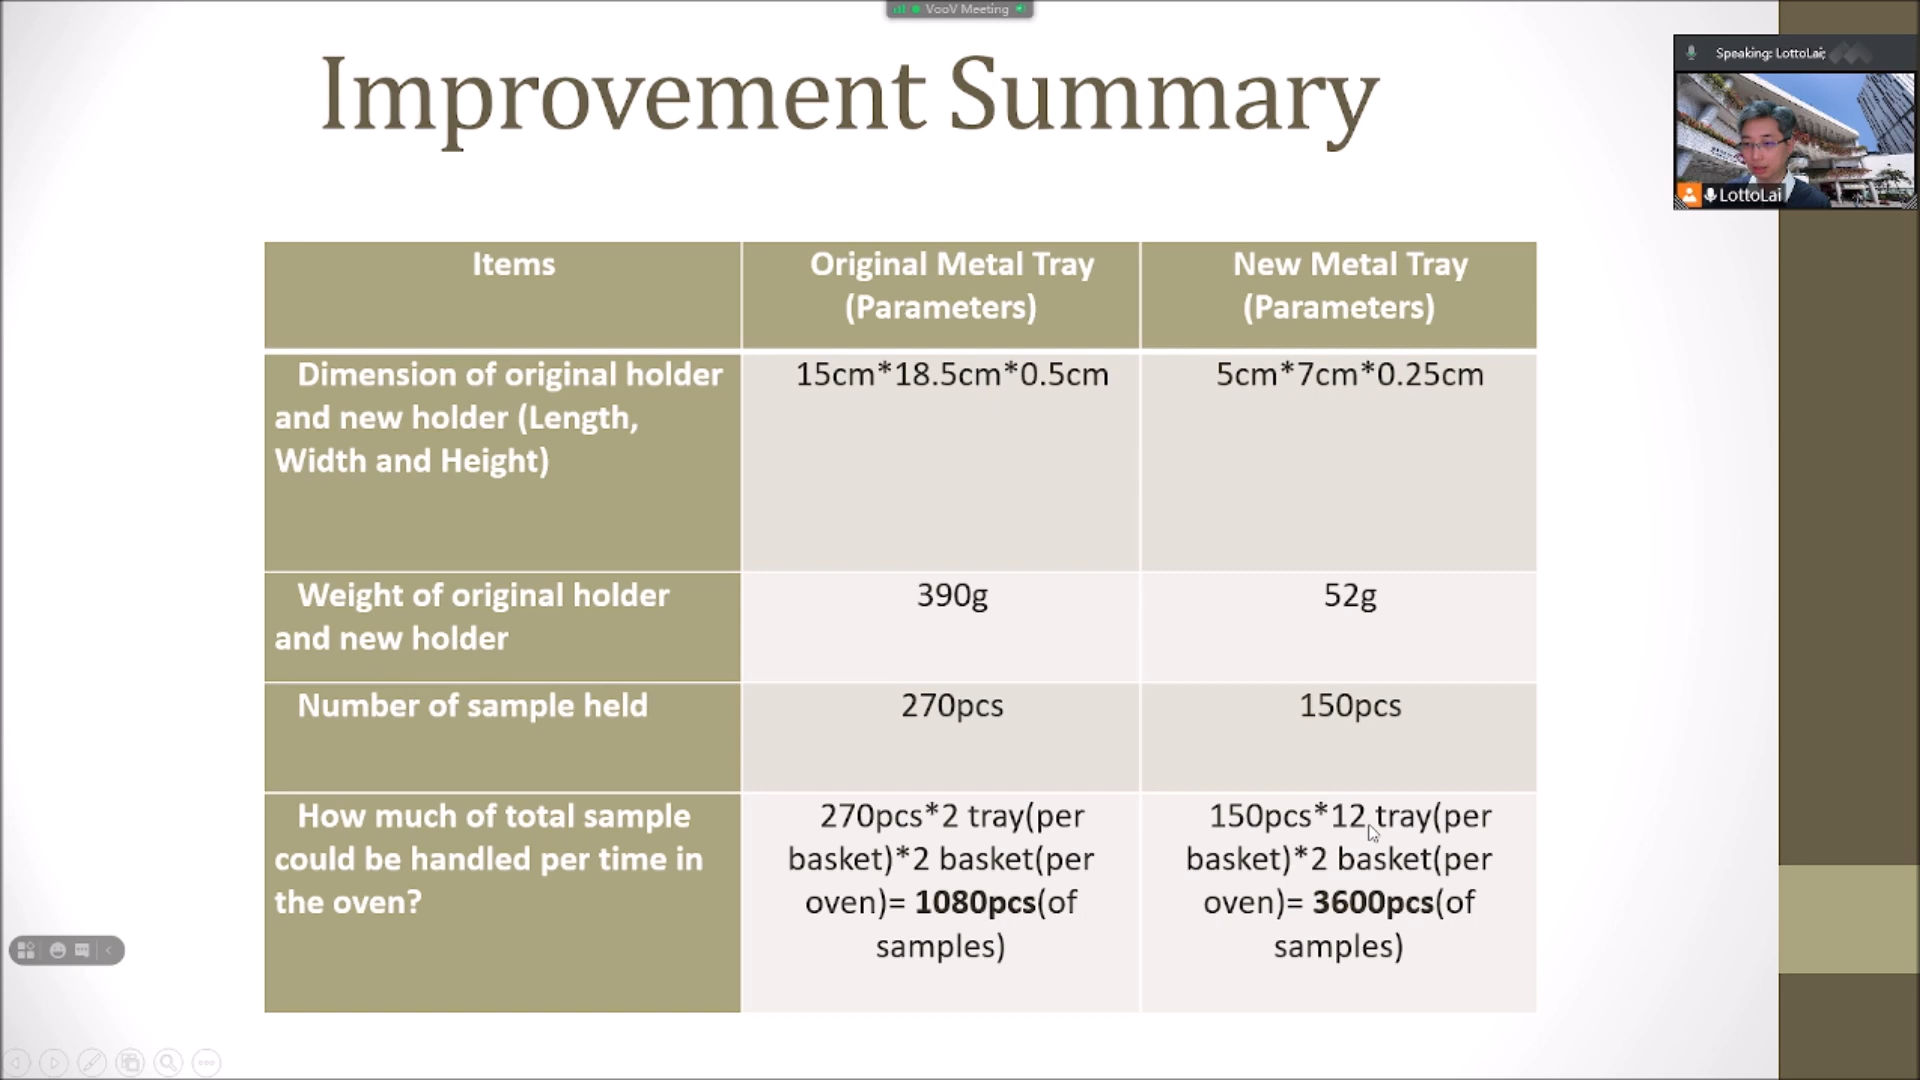 VooV Meeting
Improvement Summary
Speaking: LottoLai;
LottoLai
Items
Original Metal Tray
(Parameters)
New Metal Tray
(Parameters)
Dimension of original holder
and new holder (Length,
Width and Height)
15cm*18.5cm*0.5cm
5cm*7cm*0.25cm
Weight of original holder
and new holder
390g
52g
Number of sample held
270pcs
150pcs
How much of total sample
could be handled per time in
the oven?
270pcs*2 tray(per
basket)*2 basket(per
oven)= 1080pcs(of
samples)
150pcs*12 tray(per
basket)*2 basket(per
oven)= 3600pcs(of
samples)